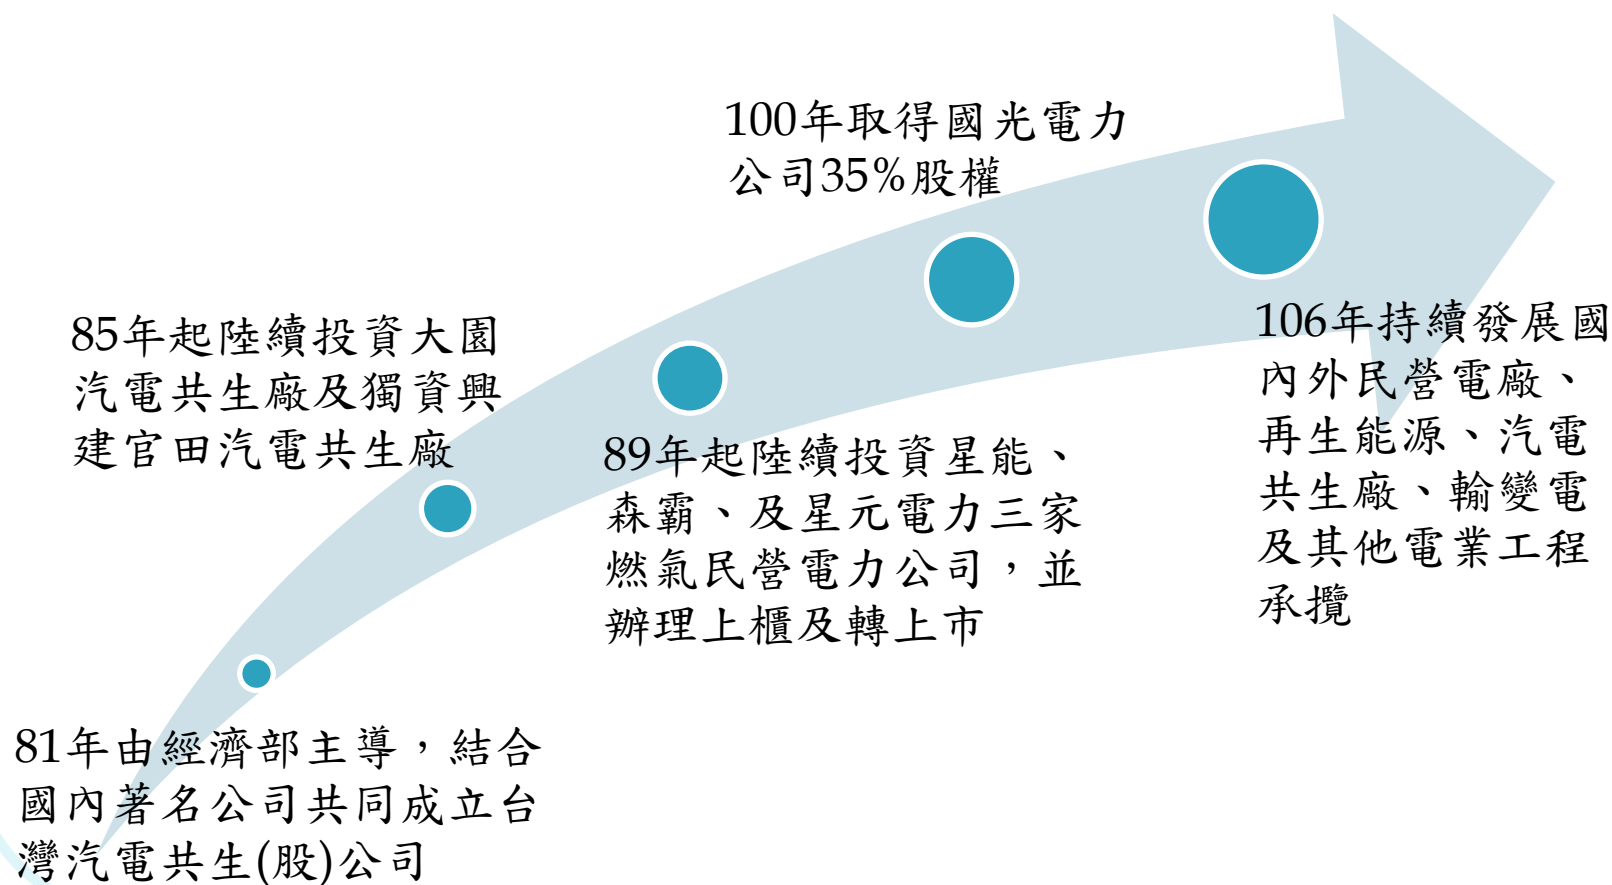 81年由經濟部主導，結合
國內著名公司共同成立台
灣汽電共生(股)公司
85年起陸續投資大園
汽電共生廠及獨資興
建官田汽電共生廠
89年起陸續投資星能、
森霸、及星元電力三家
燃氣民營電力公司，並
辦理上櫃及轉上市
100年取得國光電力
公司35%股權
106年持續發展國
內外民營電廠、
再生能源、汽電
共生廠、輸變電
及其他電業工程
承攬